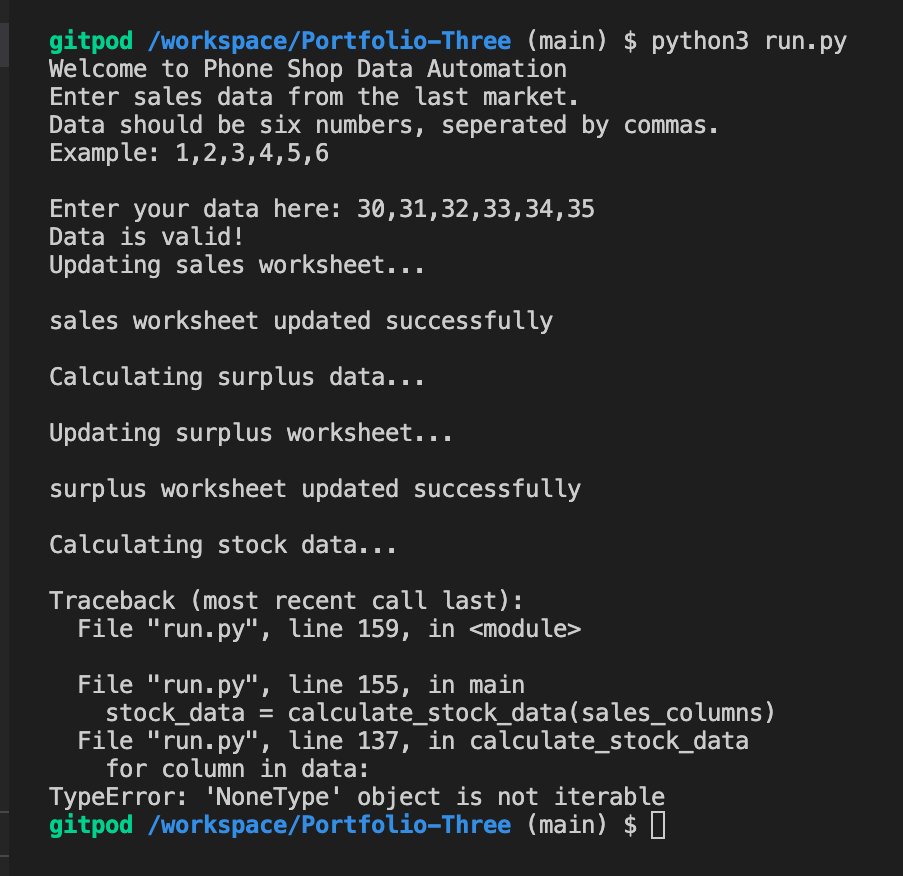 gitpod /workspace/Portfolio-Three (main) $ python3 run.py
Welcome to Phone Shop Data Automation
Enter sales data from the last market.
Data should be six numbers, seperated by commas.
Example: 1,2,3,4,5,6
Enter your data here: 30,31,32,33,34,35
Data is valid!
Updating sales worksheet...
sales worksheet updated successfully
Calculating surplus data...
Updating surplus worksheet...
surplus worksheet updated successfully
Calculating stock data...
Traceback (most recent call last):
  File "run.py", line 159, in <module>
  File "run.py", line 155, in main
    stock_data = calculate_stock_data(sales_columns)
  File "run.py", line 137, in calculate_stock_data
    for column in data:
TypeError: 'NoneType' object is not iterable
gitpod /workspace/Portfolio-Three (main) $